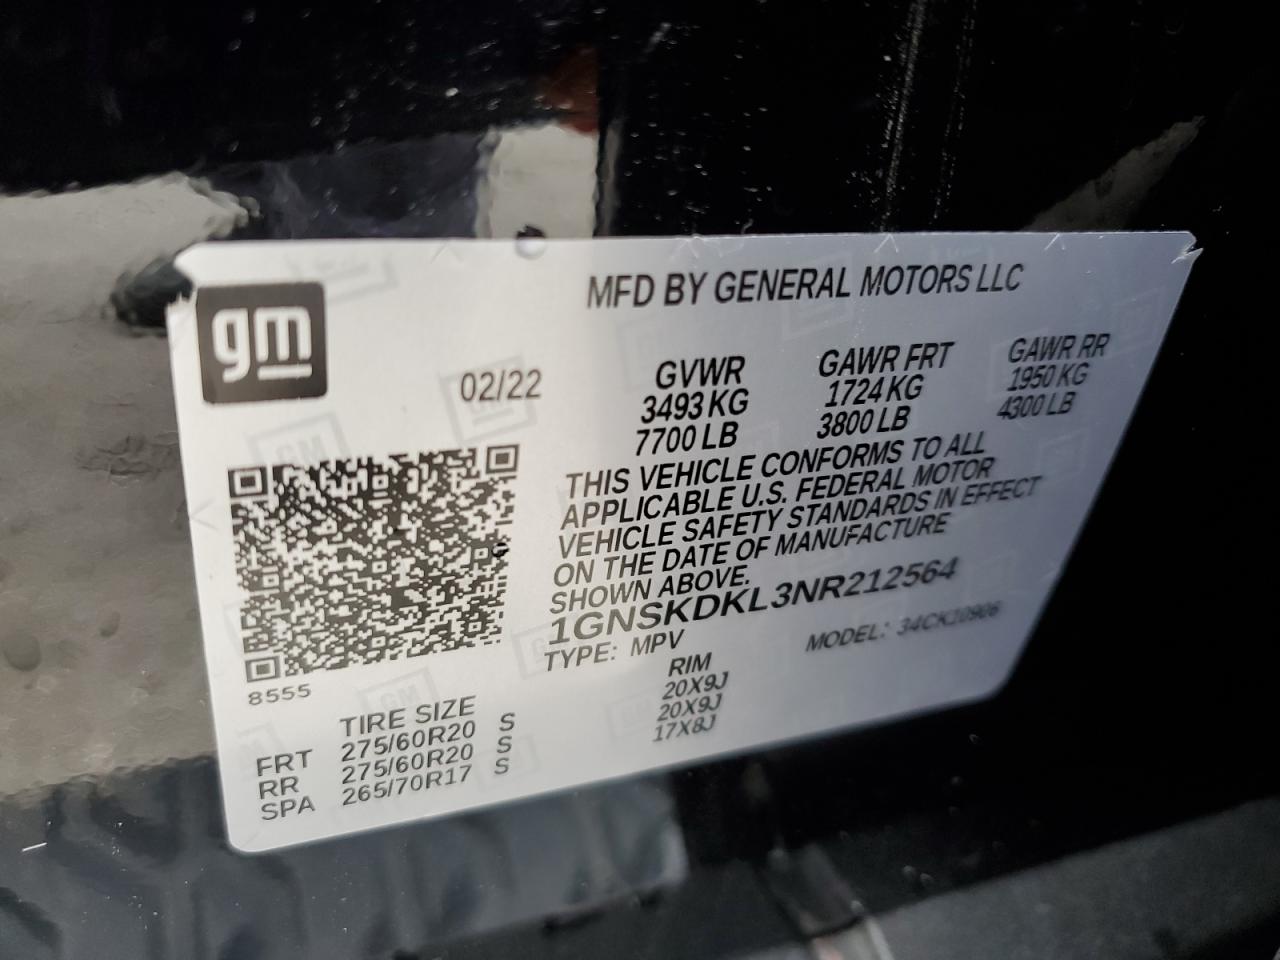 gm
MFD BY GENERAL MOTORS LLC
02/22
GVWR GAWR FRT GAWR RR
3493 KG 1724 KG 1950 KG
7700 LB 3800 LB 4300 LB
THIS VEHICLE CONFORMS TO ALL
APPLICABLE U.S. FEDERAL MOTOR
VEHICLE SAFETY STANDARDS IN EFFECT
ON THE DATE OF MANUFACTURE
SHOWN ABOVE.
1GNSKDKL3NR212564
TYPE: MPV MODEL: 34CK10906
8555
TIRE SIZE RIM
FRT 275/60R20 S 20X9J
RR 275/60R20 S 20X9J
SPA 265/70R17 S 17X8J